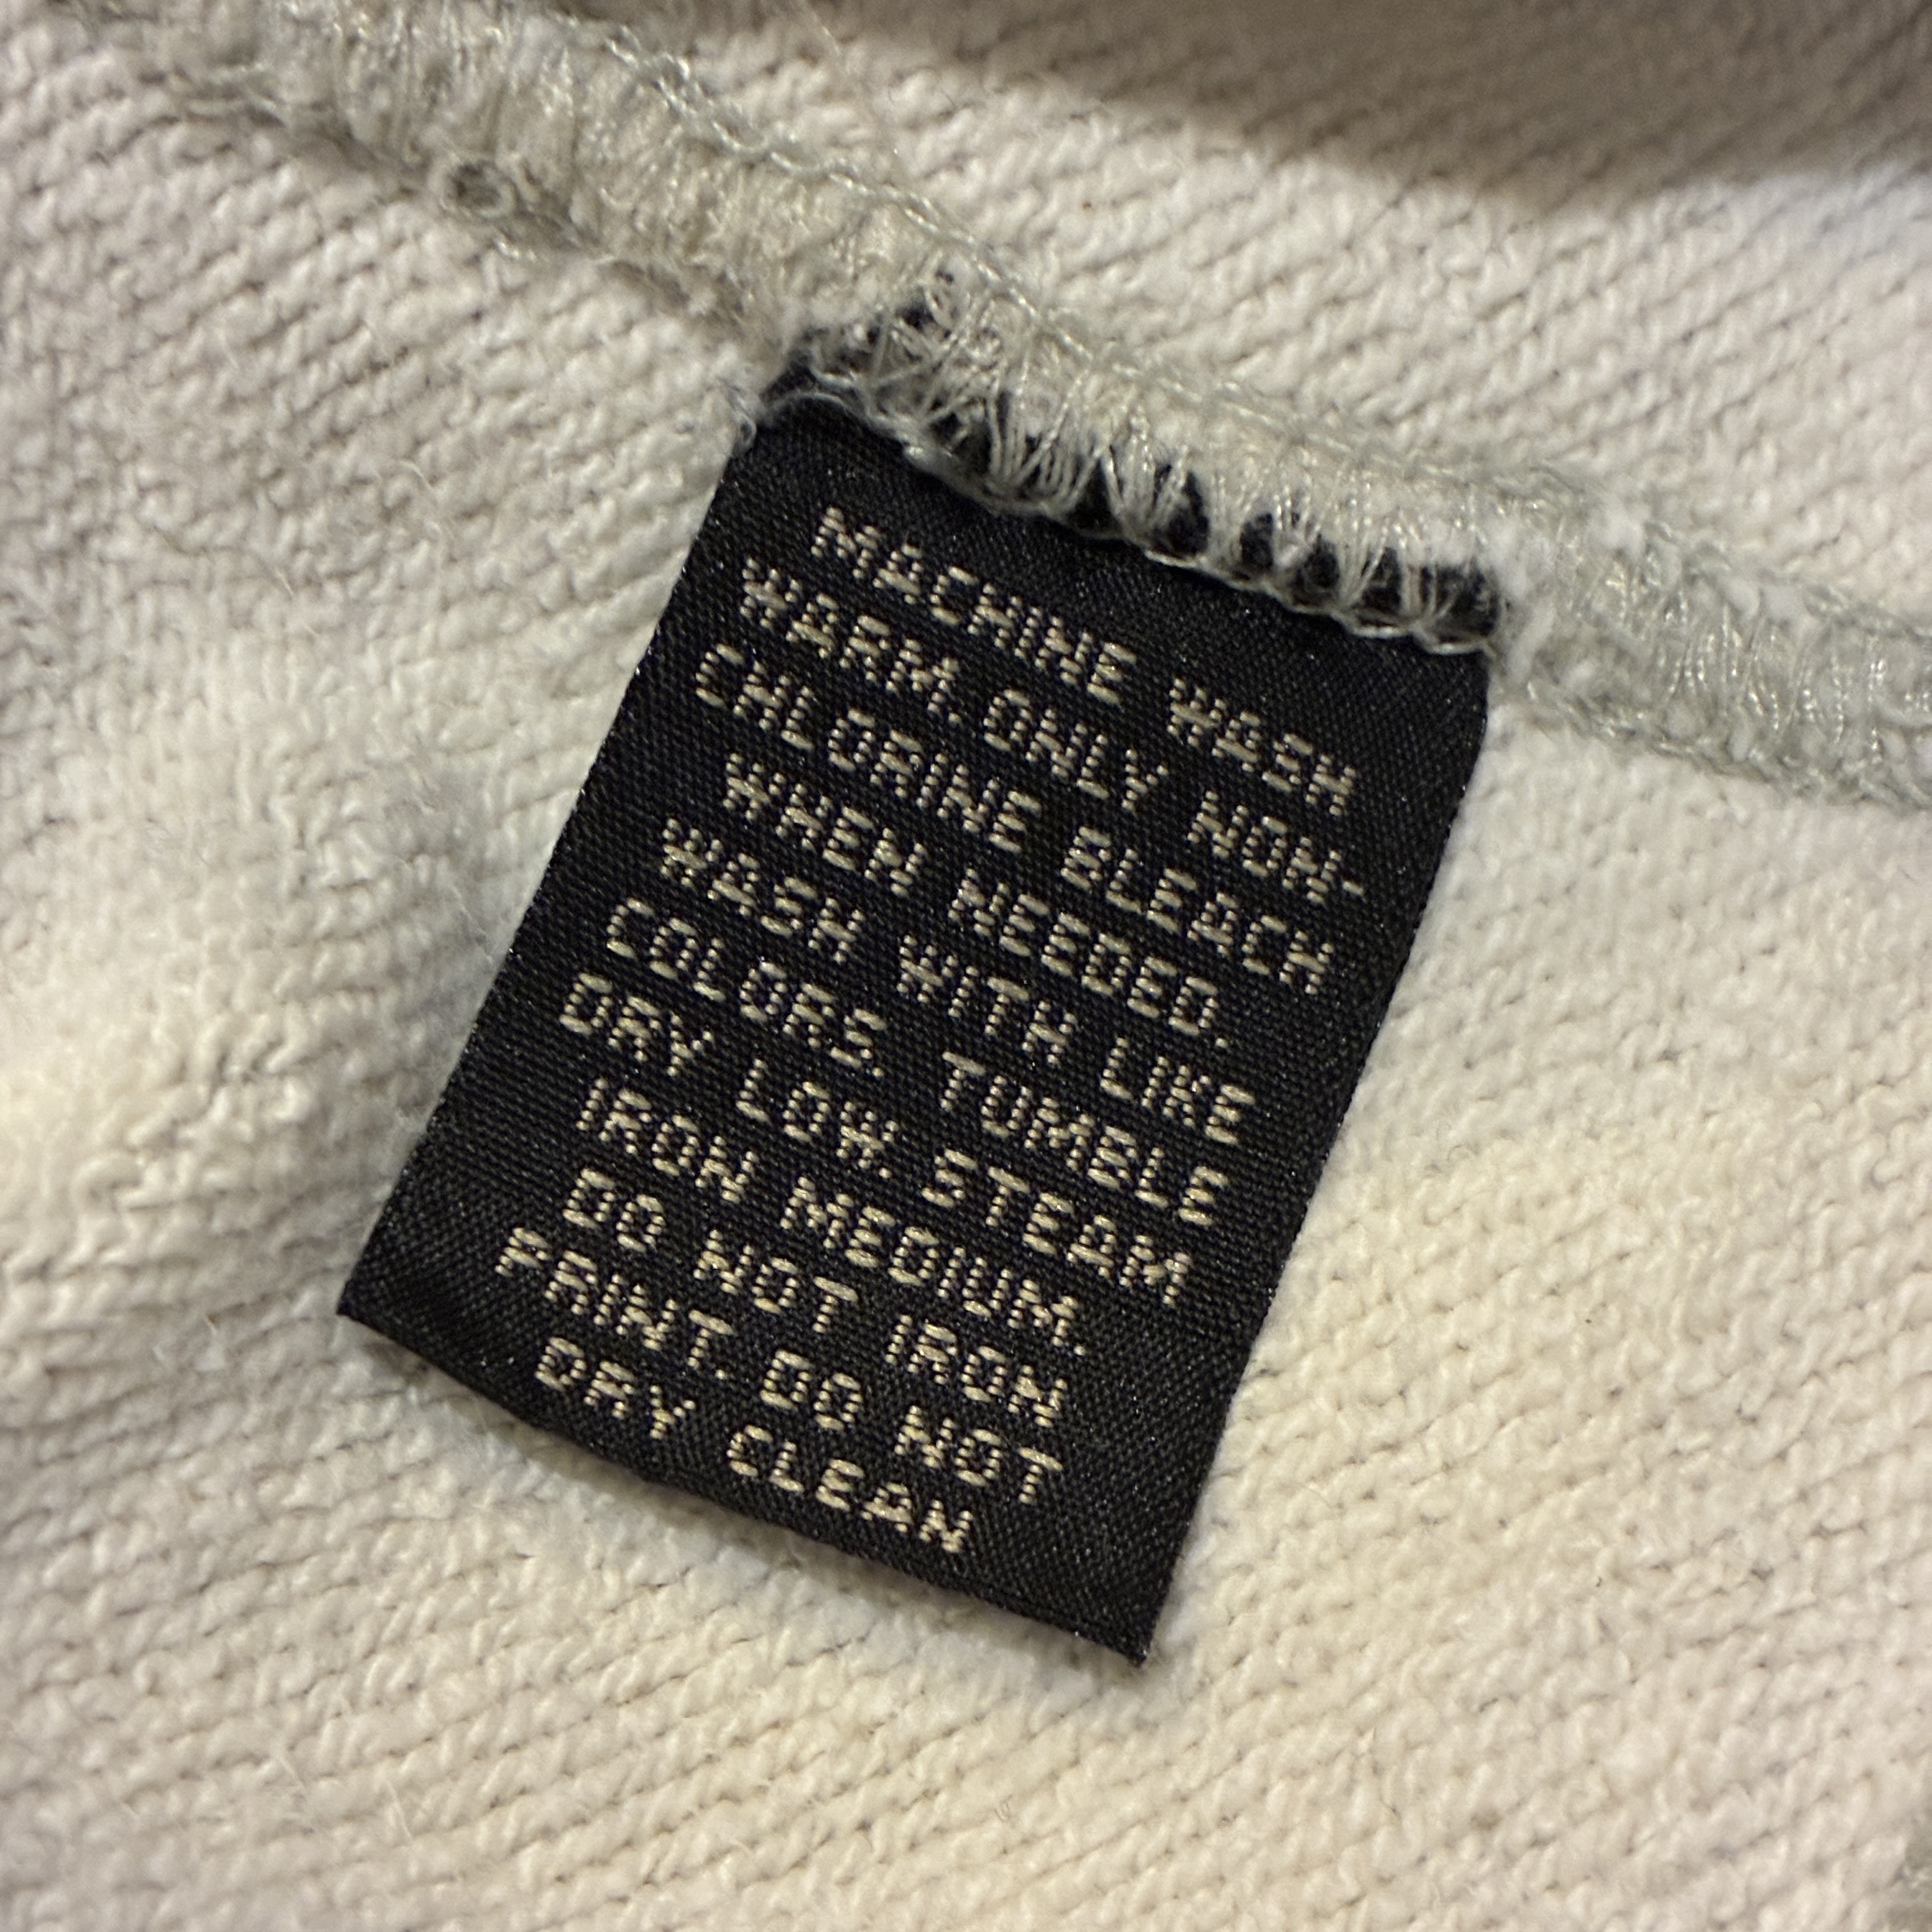 MACHINE WASH
WARM. ONLY NON-
CHLORINE BLEACH
WHEN NEEDED.
WASH WITH LIKE
COLORS. TUMBLE
DRY LOW. STEAM
IRON MEDIUM.
DO NOT IRON
PRINT. DO NOT
DRY CLEAN